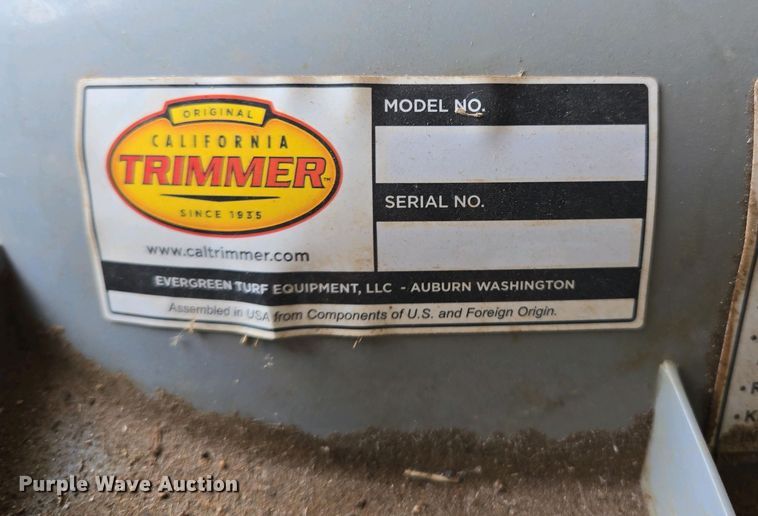 ORIGINAL
CALIFORNIA
TRIMMER™
SINCE 1935
www.caltrimmer.com
MODEL NO.
SERIAL NO.
EVERGREEN TURF EQUIPMENT, LLC - AUBURN WASHINGTON
Assembled in USA from Components of U.S. and Foreign Origin.
Purple Wave Auction